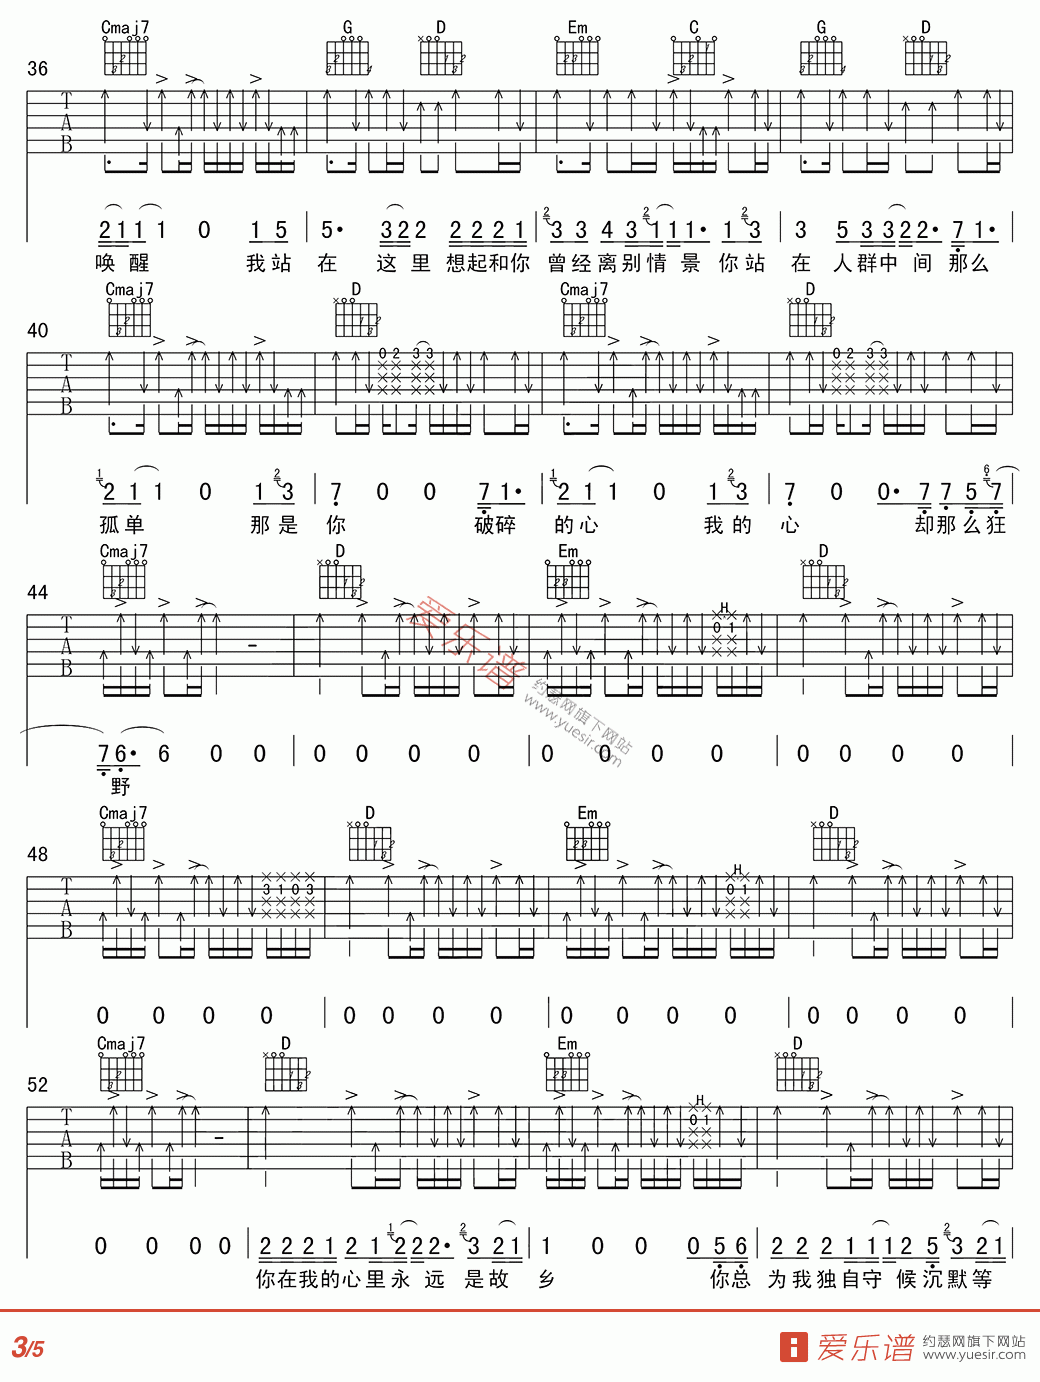 Cmaj7 G D Em C G D
36
2 1 1 1 0 1 5 5· 3 2 2 2 2 2 1 2 3 3 4 3 2 1 1 1· 1 2 3 3 5 3 3 2 2· 7 1·
唤 醒 我 站 在 这 里 想 起 和 你 曾 经 离 别 情 景 你 站 在 人 群 中 间 那 么
Cmaj7 D Cmaj7 D
40
T A B 0 2 3 3 0 2 3 3
1 2 1 1 0 1 2 3 7 0 0 7 1· 1 2 1 1 0 1 2 3 7 0 0· 7 7 5 6 7
孤 单 那 是 你 破 碎 的 心 我 的 心 却 那 么 狂
Cmaj7 D Em D
44
T A B H 0 1
7 6· 6 0 0 0 0 0 0 0 0 0 0 0 0 0 0
野
爱乐谱
约瑟网旗下网站
www.yuesir.com
Cmaj7 D Em D
48
T A B 3 1 0 3 H 0 1
0 0 0 0 0 0 0 0 0 0 0 0 0 0 0 0
Cmaj7 D Em D
52
T A B H 0 1
0 0 0 0 2 2 2 1 2 1 1 2 2 2· 2 3 2 1 1 0 0 0 5 6 2 2 2 1 1 1 2 5 2 3 2 1
你 在 我 的 心 里 永 远 是 故 乡 你 总 为 我 独 自 守 候 沉 默 等
3/5
爱乐谱 约瑟网旗下网站
www.yuesir.com